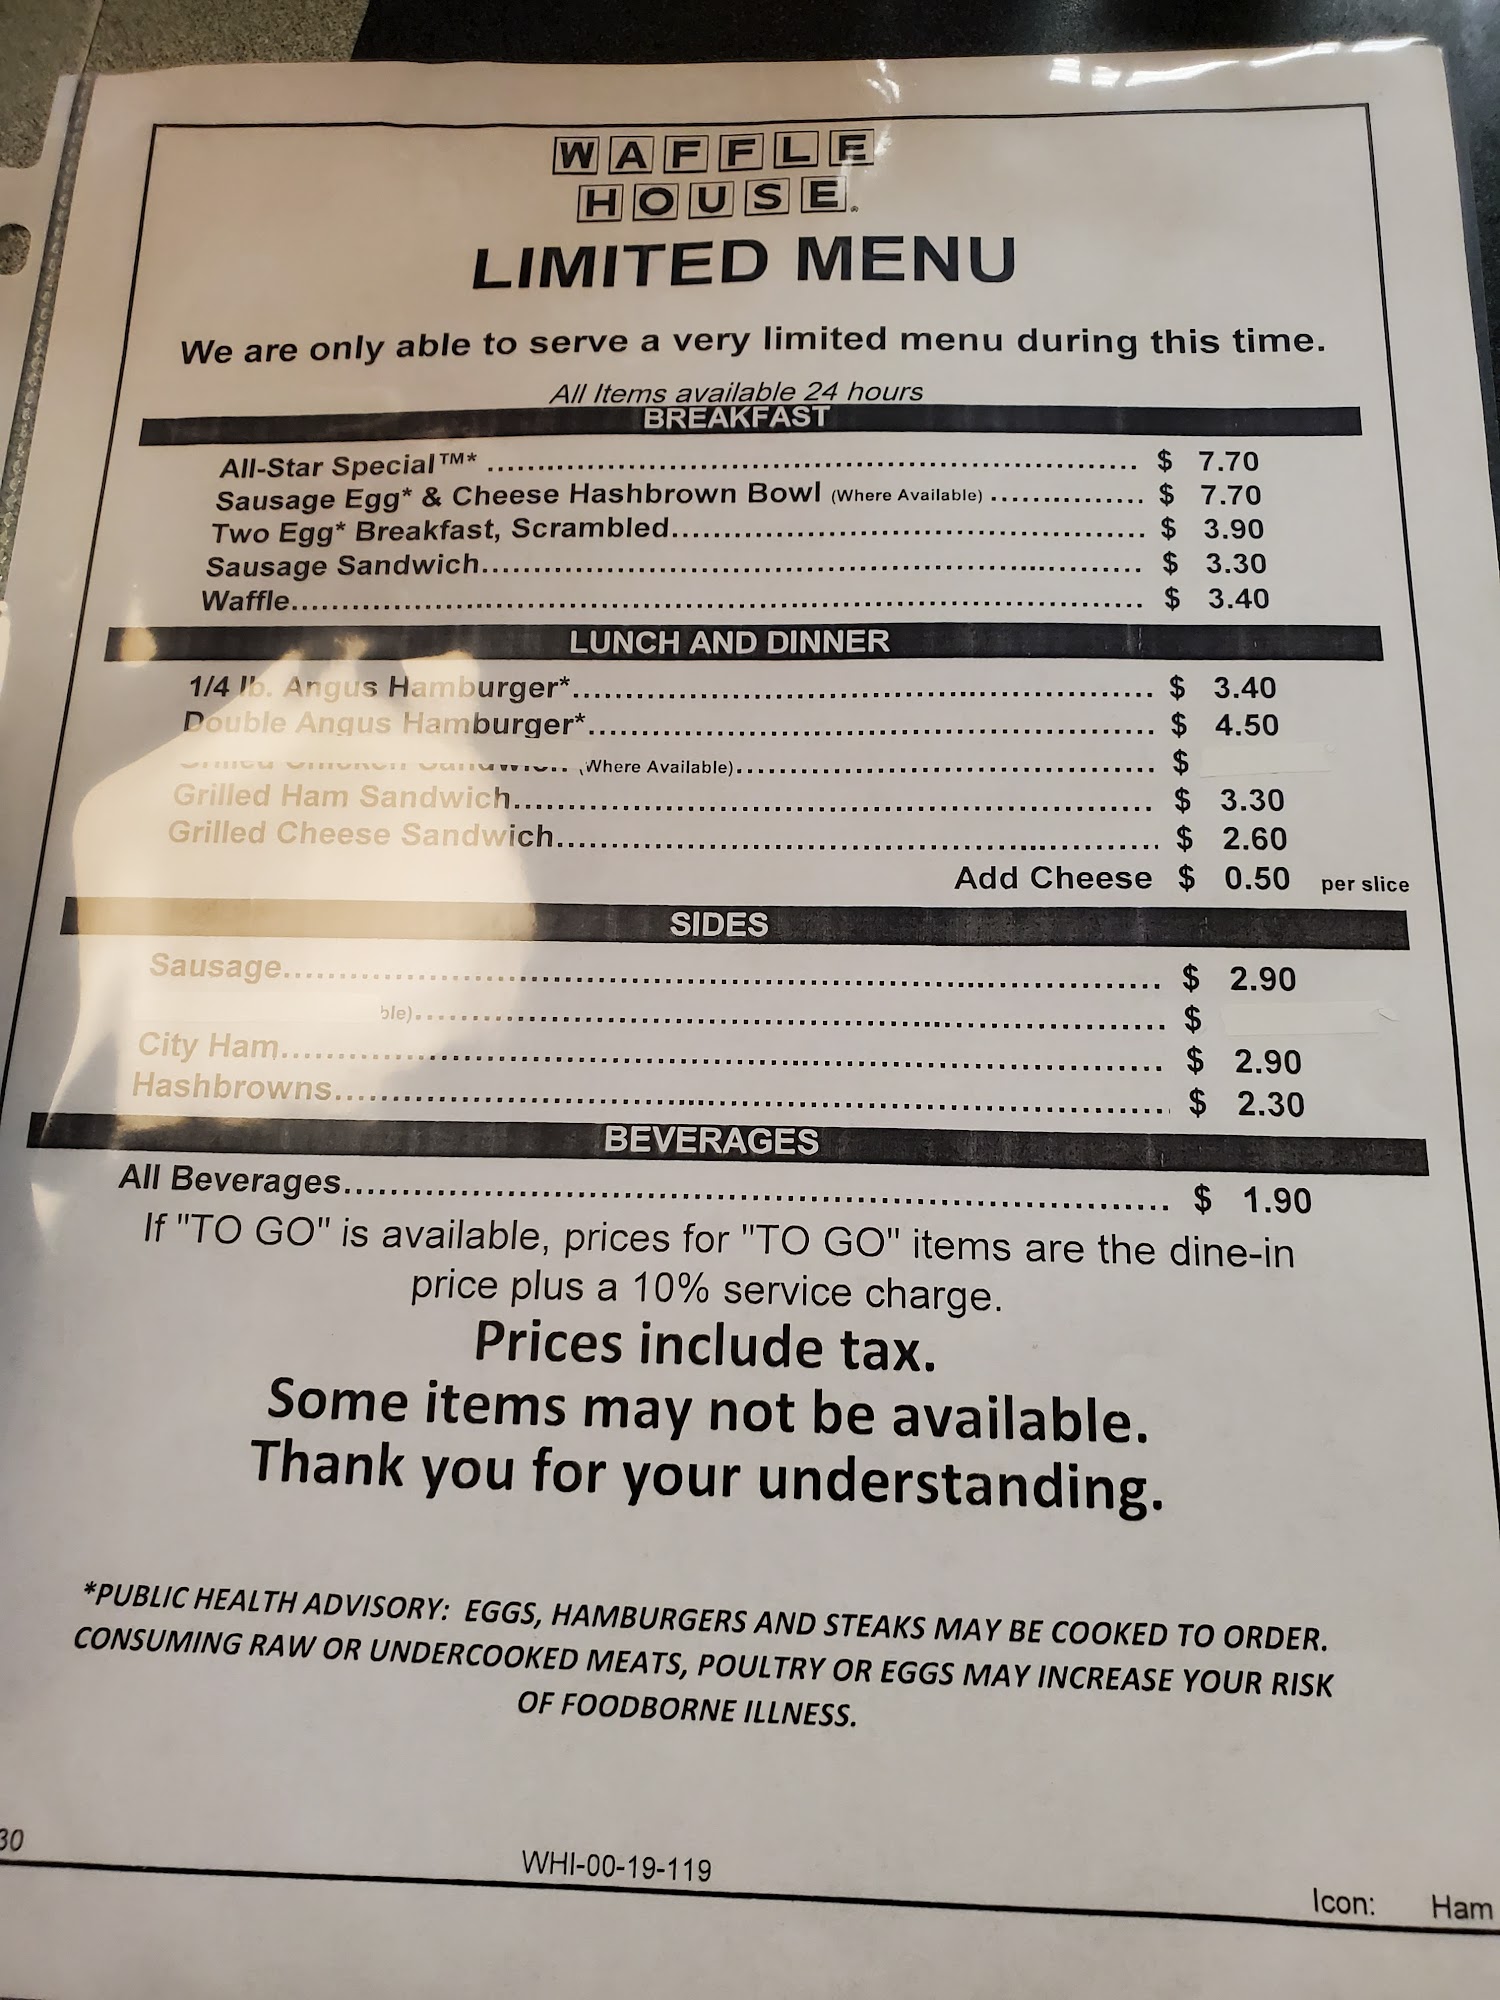 WAFFLE
HOUSE
LIMITED MENU
We are only able to serve a very limited menu during this time.
All Items available 24 hours
BREAKFAST
All-Star Special™* $ 7.70
Sausage Egg* & Cheese Hashbrown Bowl (Where Available) $ 7.70
Two Egg* Breakfast, Scrambled $ 3.90
Sausage Sandwich $ 3.30
Waffle $ 3.40
LUNCH AND DINNER
1/4 lb. Angus Hamburger* $ 3.40
Double Angus Hamburger* $ 4.50
(Where Available) $
Grilled Ham Sandwich $ 3.30
Grilled Cheese Sandwich $ 2.60
Add Cheese $ 0.50 per slice
SIDES
Sausage $ 2.90
ble) $
City Ham $ 2.90
Hashbrowns $ 2.30
BEVERAGES
All Beverages $ 1.90
If "TO GO" is available, prices for "TO GO" items are the dine-in
price plus a 10% service charge.
Prices include tax.
Some items may not be available.
Thank you for your understanding.
*PUBLIC HEALTH ADVISORY: EGGS, HAMBURGERS AND STEAKS MAY BE COOKED TO ORDER.
CONSUMING RAW OR UNDERCOOKED MEATS, POULTRY OR EGGS MAY INCREASE YOUR RISK
OF FOODBORNE ILLNESS.
30
WHI-00-19-119
Icon: Ham